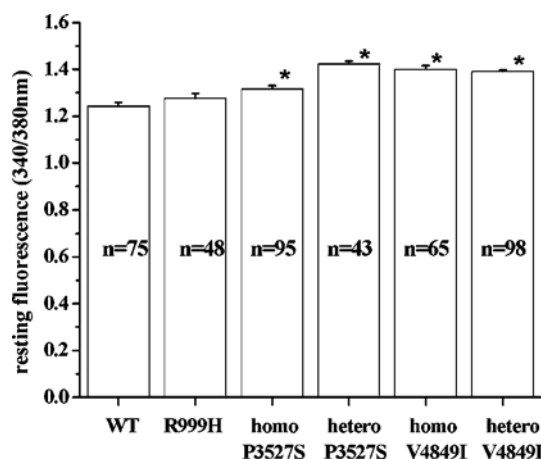 resting fluorescence (340/380nm)
1.6
1.4
1.2
1.0
0.8
0.6
0.4
0.2
0.0
* * * *
n=75 n=48 n=95 n=43 n=65 n=98
WT R999H homo hetero homo hetero
P3527S P3527S V4849I V4849I